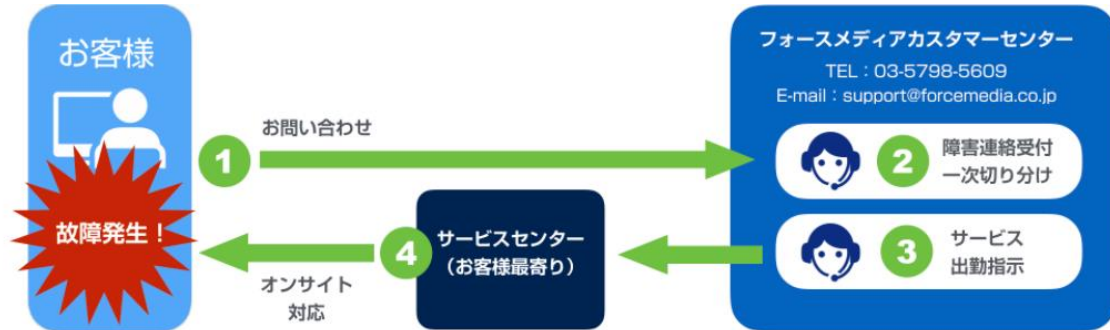 お客様
故障発生！
1
お問い合わせ
フォースメディアカスタマーセンター
TEL：03-5798-5609
E-mail：support@forcemedia.co.jp
2
障害連絡受付
一次切り分け
3
サービス
出勤指示
サービスセンター
（お客様最寄り）
4
オンサイト
対応